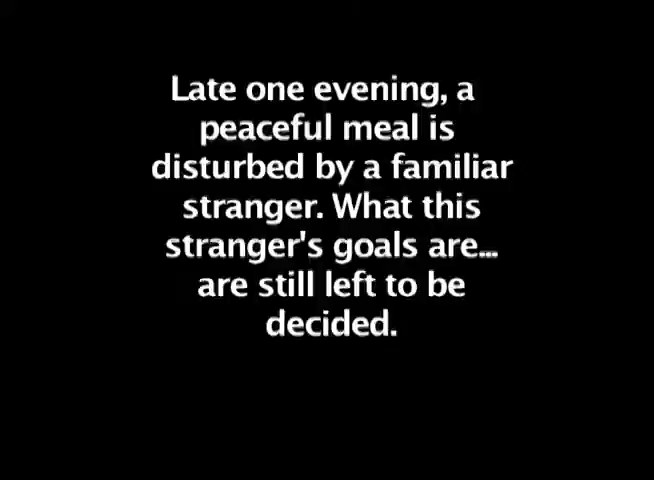 Late one evening, a
peaceful meal is
disturbed by a familiar
stranger. What this
stranger's goals are...
are still left to be
decided.